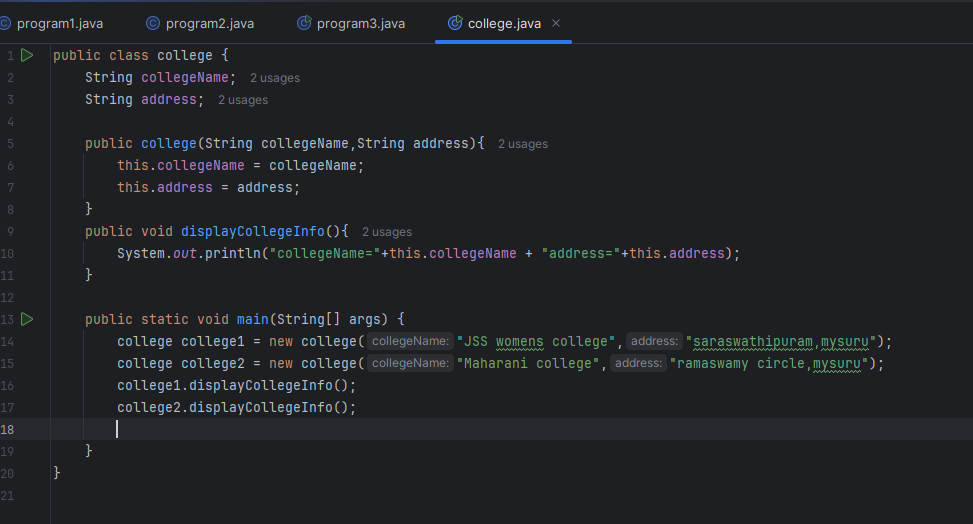 program1.java program2.java program3.java college.java
1 public class college {
2 String collegeName; 2 usages
3 String address; 2 usages
4
5 public college(String collegeName,String address){ 2 usages
6 this.collegeName = collegeName;
7 this.address = address;
8 }
9 public void displayCollegeInfo(){ 2 usages
10 System.out.println("collegeName="+this.collegeName + "address="+this.address);
11 }
12
13 public static void main(String[] args) {
14 college college1 = new college( collegeName: "JSS womens college", address: "saraswathipuram,mysuru");
15 college college2 = new college( collegeName: "Maharani college", address: "ramaswamy circle,mysuru");
16 college1.displayCollegeInfo();
17 college2.displayCollegeInfo();
18
19 }
20 }
21